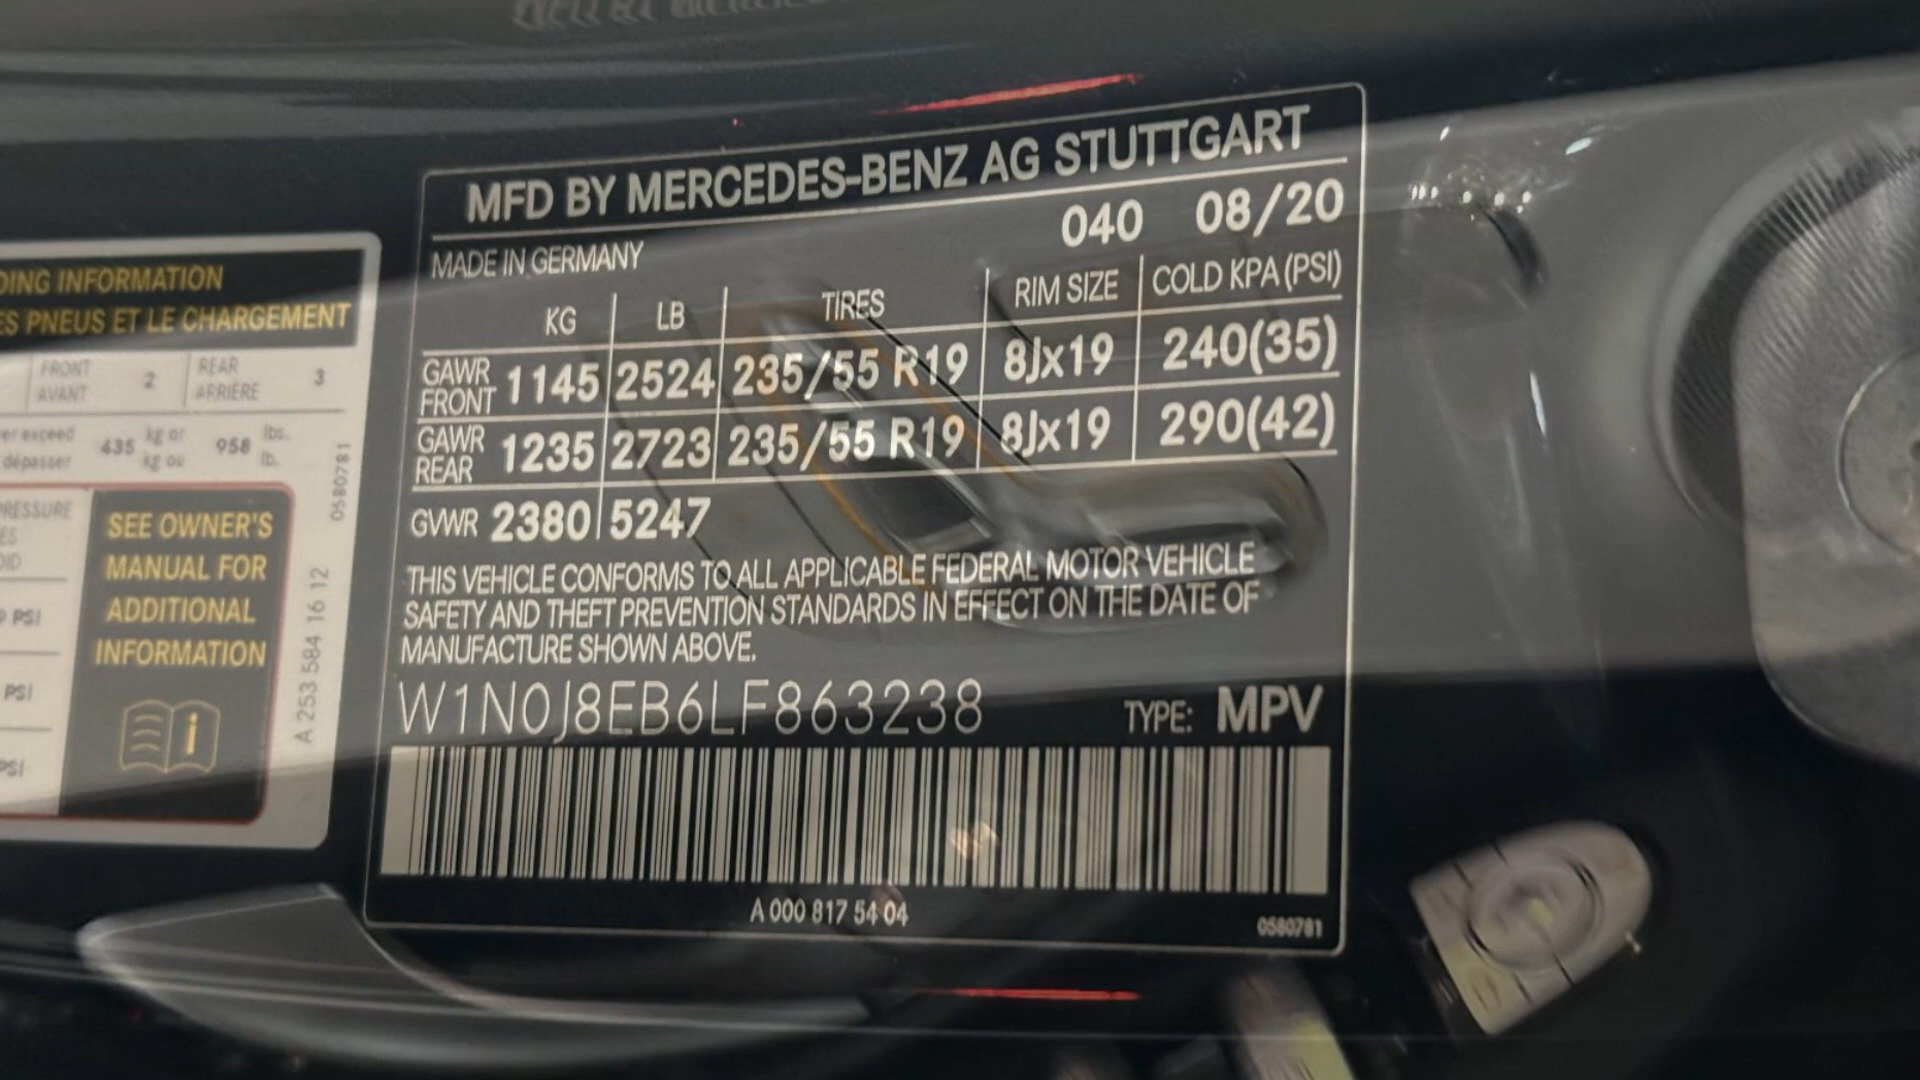 MFD BY MERCEDES-BENZ AG STUTTGART
040 08/20
MADE IN GERMANY
KG LB TIRES RIM SIZE COLD KPA (PSI)
GAWR FRONT 1145 2524 235/55 R19 8Jx19 240(35)
GAWR REAR 1235 2723 235/55 R19 8Jx19 290(42)
GVWR 2380 5247
THIS VEHICLE CONFORMS TO ALL APPLICABLE FEDERAL MOTOR VEHICLE
SAFETY AND THEFT PREVENTION STANDARDS IN EFFECT ON THE DATE OF
MANUFACTURE SHOWN ABOVE.
W1N0J8EB6LF863238 TYPE: MPV
A 000 817 54 04
0580781
INFORMATION
PNEUS ET LE CHARGEMENT
FRONT 2 REAR 3
AVANT ARRIÈRE
exceed 435 kg or 958 lbs.
dépasser kg ou lb.
0580781
SEE OWNER'S
MANUAL FOR
ADDITIONAL
INFORMATION
PSI
PSI
PSI
A 253 584 16 12